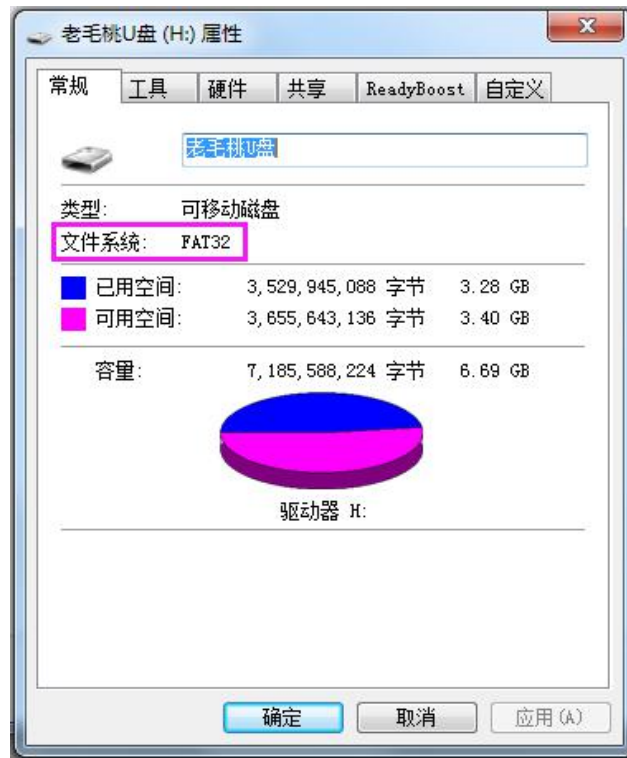 老毛桃U盘 (H:) 属性
常规 工具 硬件 共享 ReadyBoost 自定义
老毛桃U盘
类型: 可移动磁盘
文件系统: FAT32
已用空间: 3,529,945,088 字节 3.28 GB
可用空间: 3,655,643,136 字节 3.40 GB
容量: 7,185,588,224 字节 6.69 GB
驱动器 H:
确定 取消 应用(A)